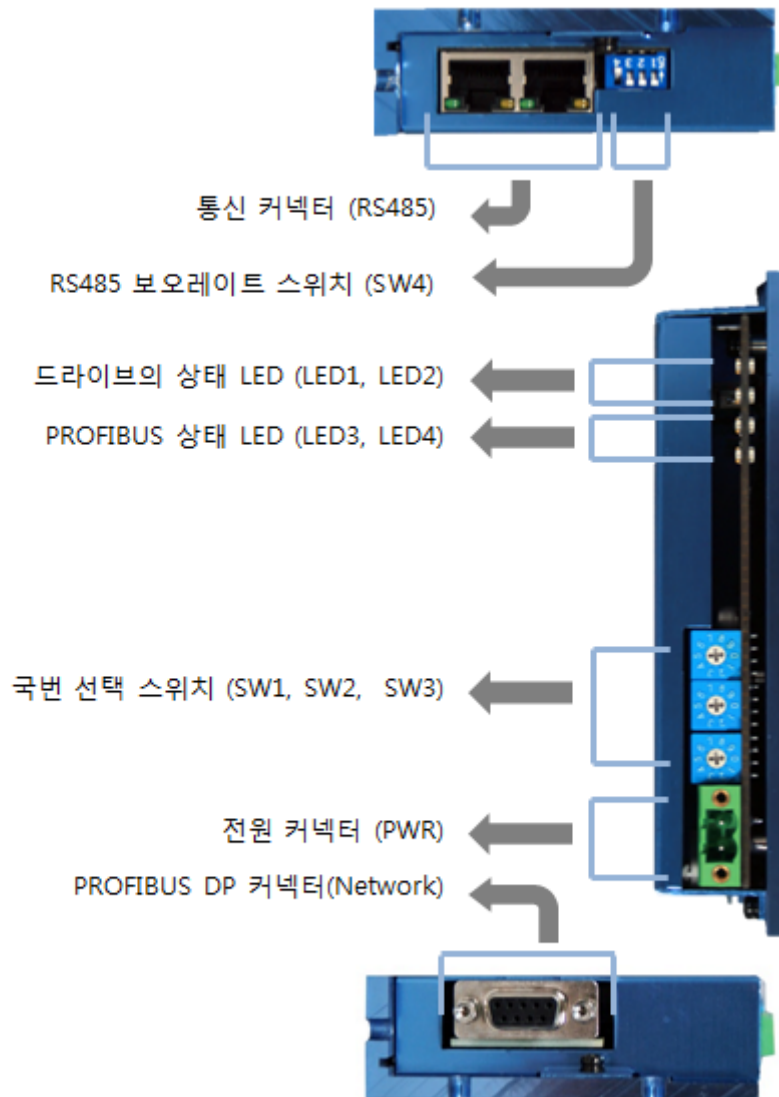 통신 커넥터 (RS485)
RS485 보오레이트 스위치 (SW4)
드라이브의 상태 LED (LED1, LED2)
PROFIBUS 상태 LED (LED3, LED4)
국번 선택 스위치 (SW1, SW2, SW3)
전원 커넥터 (PWR)
PROFIBUS DP 커넥터(Network)